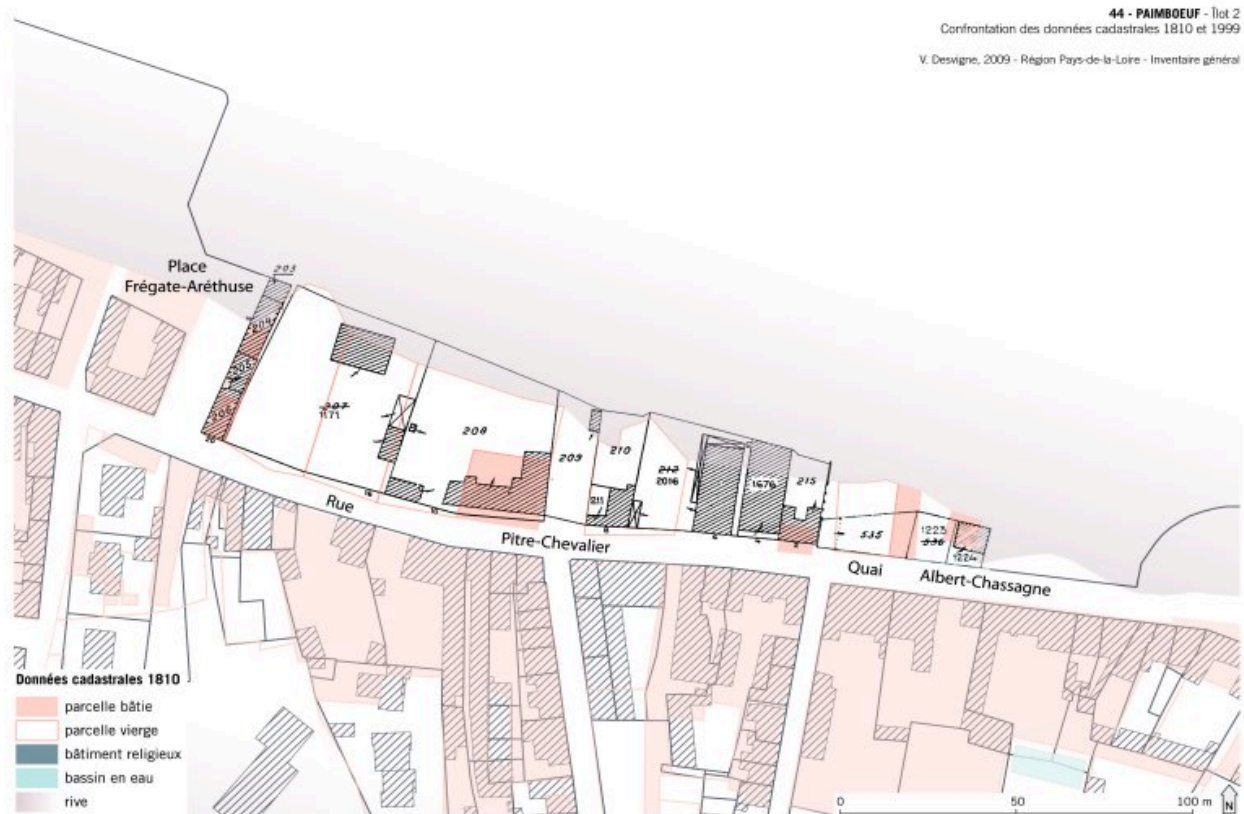 44 - PAIMBOEUF - Îlot 2
Confrontation des données cadastrales 1810 et 1999
V. Desvigne, 2009 - Région Pays-de-la-Loire - Inventaire général
Place
Frégate-Aréthuse
203
204
205
206
207
1171
208
209
210
211
212
2016
1676
215
535
1223
536
1224
Rue
Pitre-Chevalier
Quai Albert-Chassagne
Données cadastrales 1810
parcelle bâtie
parcelle vierge
bâtiment religieux
bassin en eau
rive
0 50 100 m
N